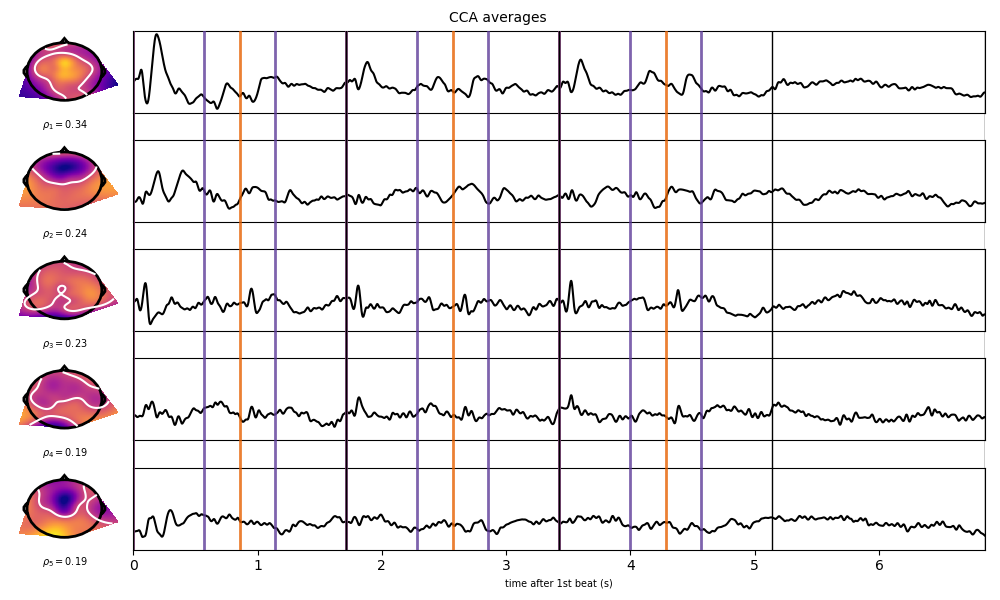 CCA averages
ρ₁ = 0.34
ρ₂ = 0.24
ρ₃ = 0.23
ρ₄ = 0.19
ρ₅ = 0.19
0 1 2 3 4 5 6
time after 1st beat (s)